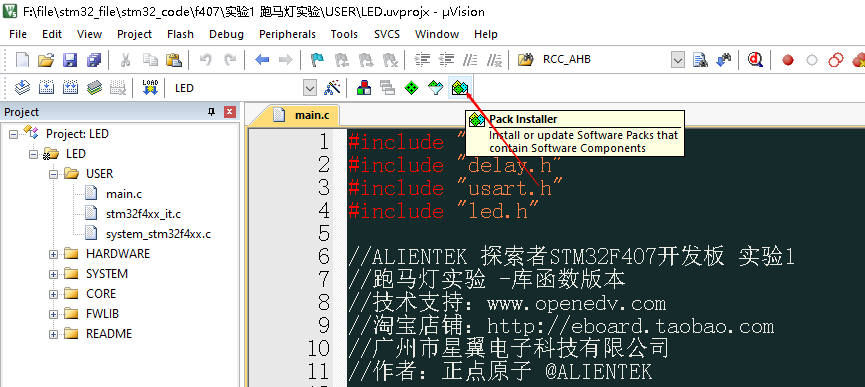 F:\file\stm32_file\stm32_code\f407\实验1 跑马灯实验\USER\LED.uvprojx - µVision
File Edit View Project Flash Debug Peripherals Tools SVCS Window Help
RCC_AHB
LOAD
LED
Project
main.c
Project: LED
LED
USER
main.c
stm32f4xx_it.c
system_stm32f4xx.c
HARDWARE
SYSTEM
CORE
FWLIB
README
Pack Installer
Install or update Software Packs that
contain Software Components
1 #include "
2 #include "delay.h"
3 #include "usart.h"
4 #include "led.h"
5
6 //ALIENTEK 探索者STM32F407开发板 实验1
7 //跑马灯实验 -库函数版本
8 //技术支持：www.openedv.com
9 //淘宝店铺：http://eboard.taobao.com
10 //广州市星翼电子科技有限公司
11 //作者：正点原子 @ALIENTEK